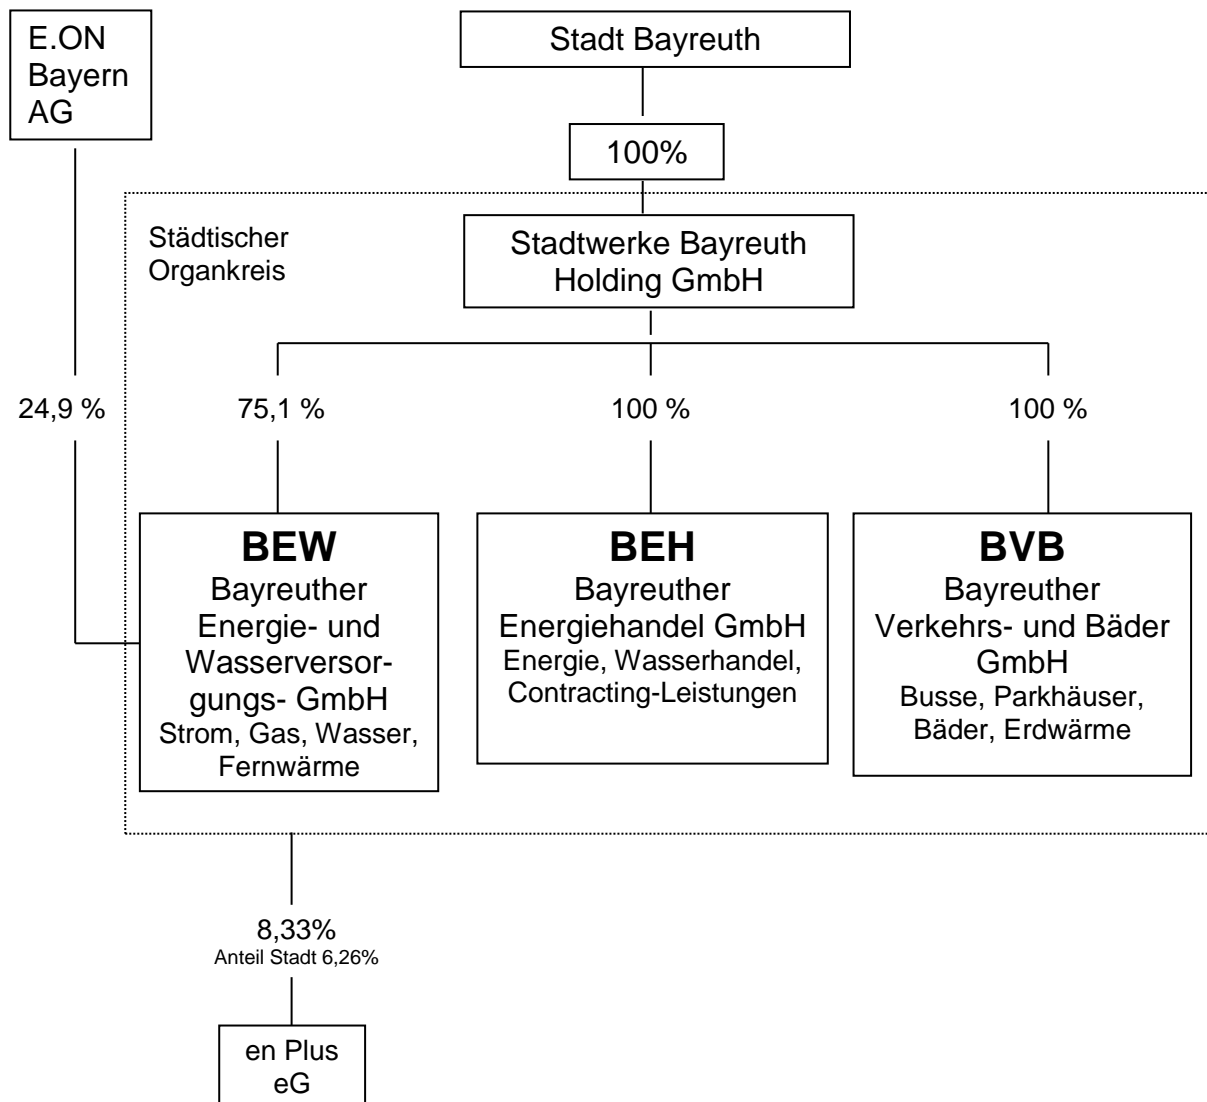 E.ON
Bayern
AG
Stadt Bayreuth
100%
Städtischer
Organkreis
Stadtwerke Bayreuth
Holding GmbH
24,9 %
75,1 %
100 %
100 %
BEW
Bayreuther
Energie- und
Wasserversor-
gungs- GmbH
Strom, Gas, Wasser,
Fernwärme
BEH
Bayreuther
Energiehandel GmbH
Energie, Wasserhandel,
Contracting-Leistungen
BVB
Bayreuther
Verkehrs- und Bäder
GmbH
Busse, Parkhäuser,
Bäder, Erdwärme
8,33%
Anteil Stadt 6,26%
en Plus
eG